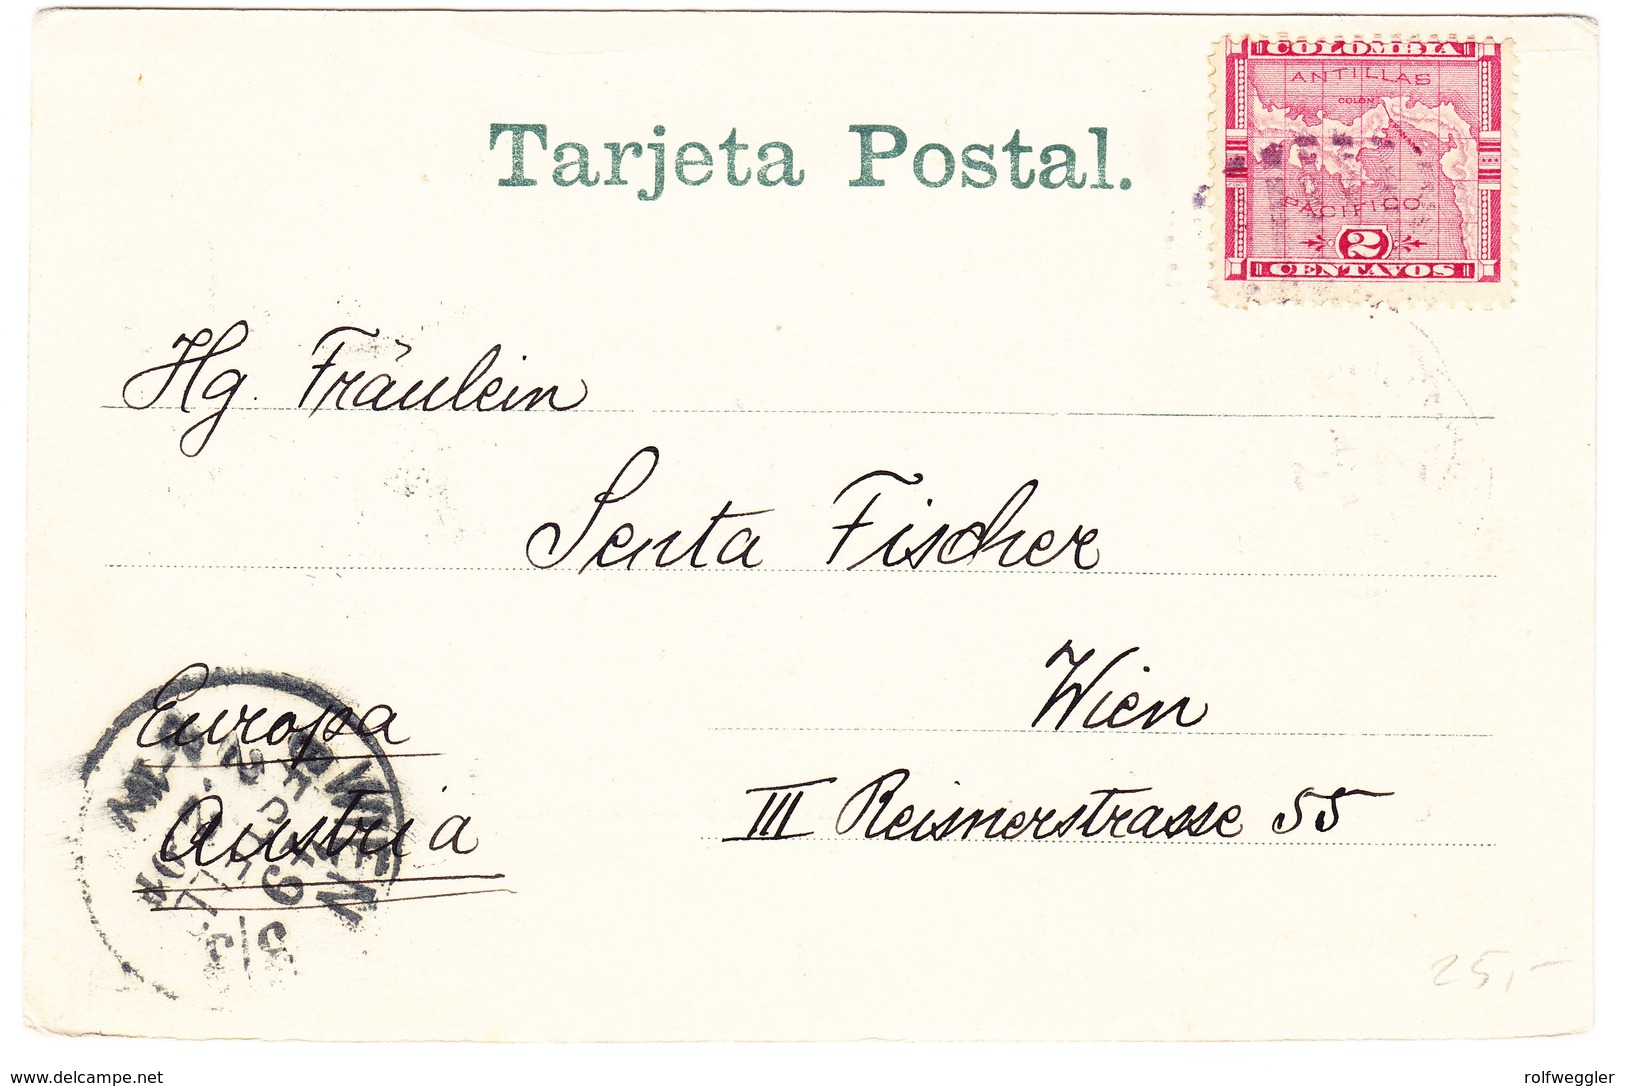 COLOMBIA
ANTILLAS
COLON
PANAMA
PACIFICO
2
CENTAVOS
Tarjeta Postal.
Hg. Fräulein
Senta Fischer
Wien
III Reisnerstrasse 55
Europa
Austria
25,-
www.delcampe.net
rolfweggler